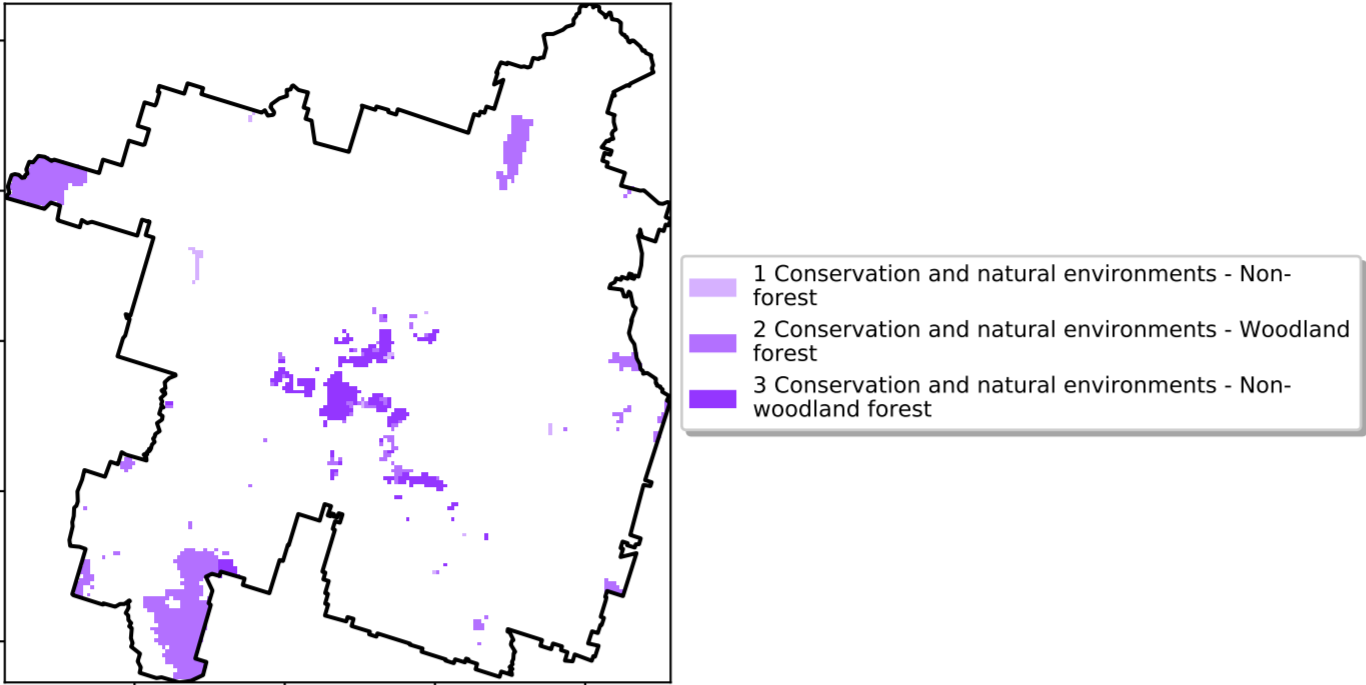 1 Conservation and natural environments - Non-
forest
2 Conservation and natural environments - Woodland
forest
3 Conservation and natural environments - Non-
woodland forest